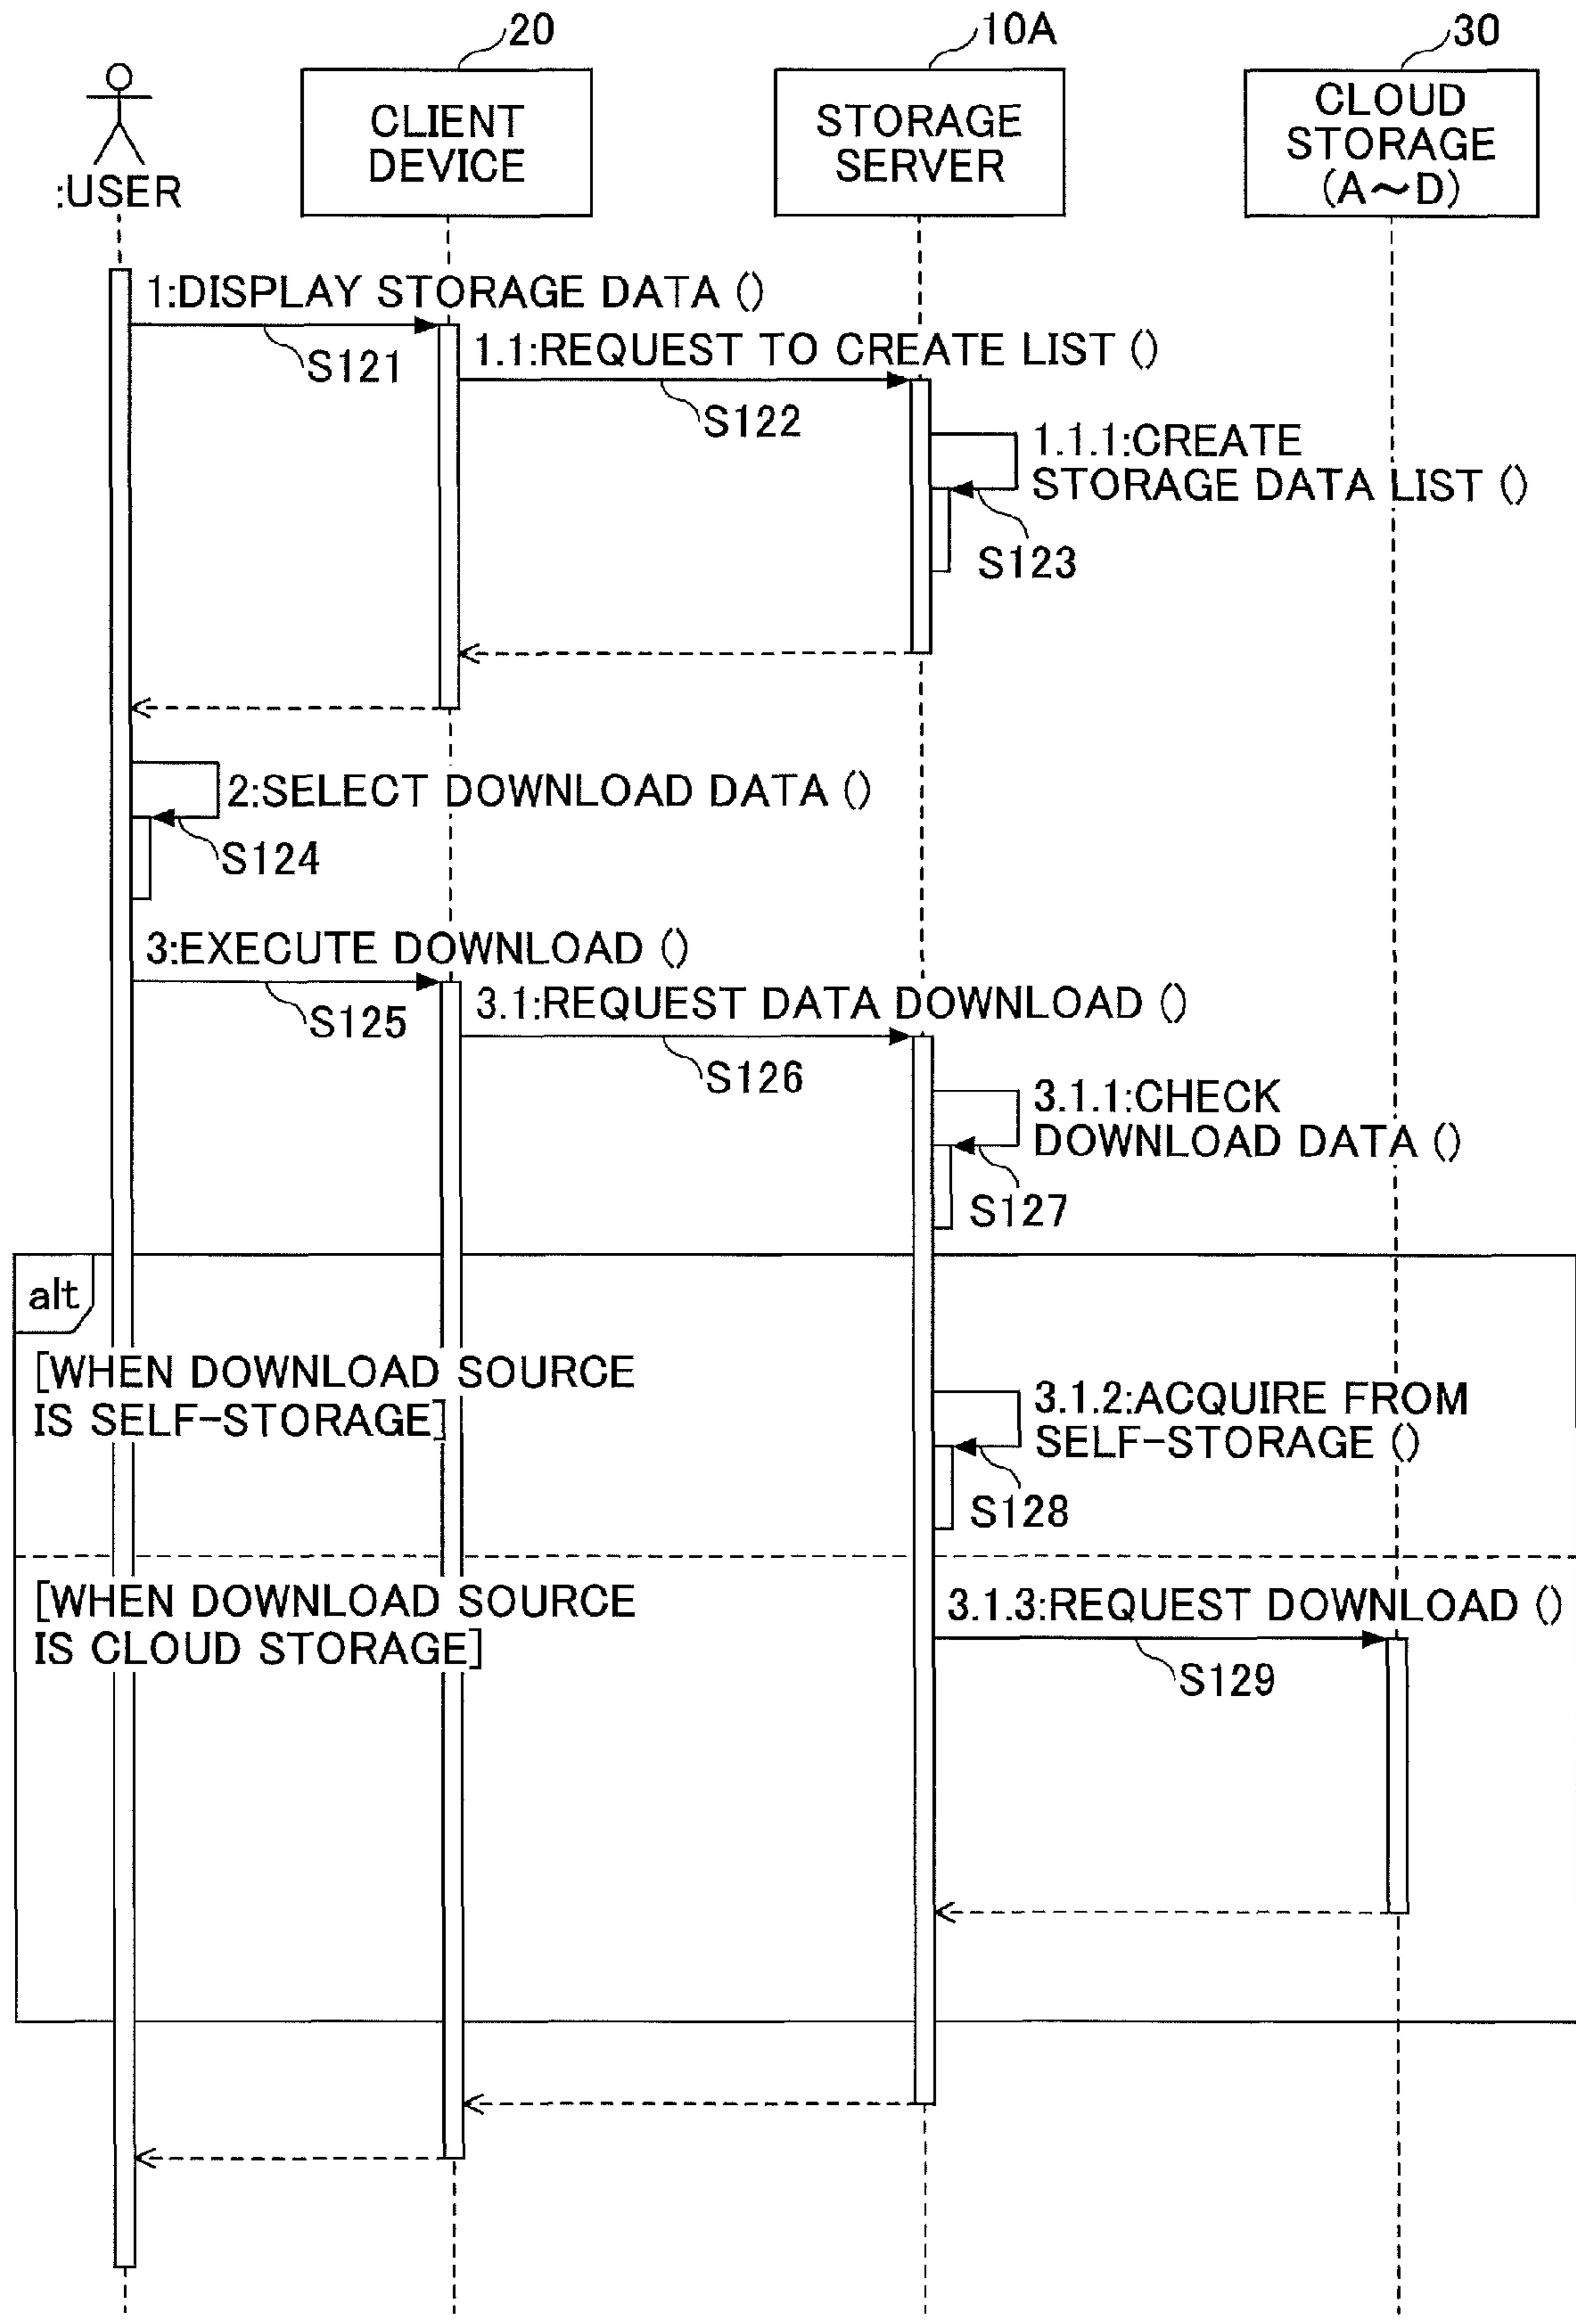 20
10A
30
:USER
CLIENT
DEVICE
STORAGE
SERVER
CLOUD
STORAGE
(A~D)
1:DISPLAY STORAGE DATA ()
S121
1.1:REQUEST TO CREATE LIST ()
S122
1.1.1:CREATE
STORAGE DATA LIST ()
S123
2:SELECT DOWNLOAD DATA ()
S124
3:EXECUTE DOWNLOAD ()
S125
3.1:REQUEST DATA DOWNLOAD ()
S126
3.1.1:CHECK
DOWNLOAD DATA ()
S127
alt
[WHEN DOWNLOAD SOURCE
IS SELF-STORAGE]
3.1.2:ACQUIRE FROM
SELF-STORAGE ()
S128
[WHEN DOWNLOAD SOURCE
IS CLOUD STORAGE]
3.1.3:REQUEST DOWNLOAD ()
S129